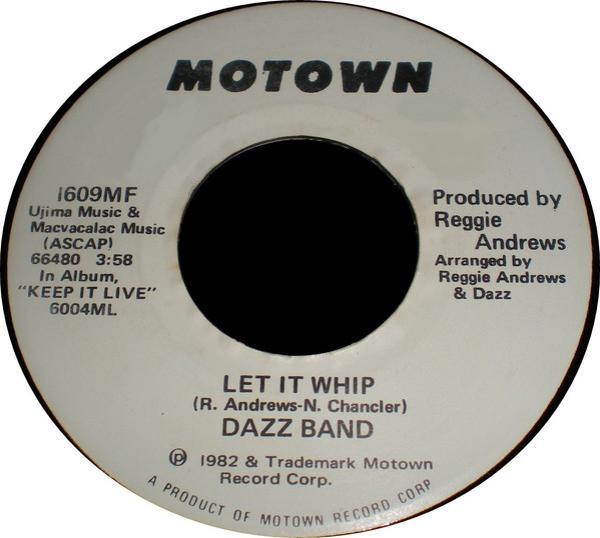 MOTOWN
1609MF
Ujima Music &
Macvacalac Music
(ASCAP)
66480 3:58
In Album,
"KEEP IT LIVE"
6004ML
Produced by
Reggie
Andrews
Arranged by
Reggie Andrews
& Dazz
LET IT WHIP
(R. Andrews-N. Chancler)
DAZZ BAND
℗ 1982 & Trademark Motown
Record Corp.
A PRODUCT OF MOTOWN RECORD CORP